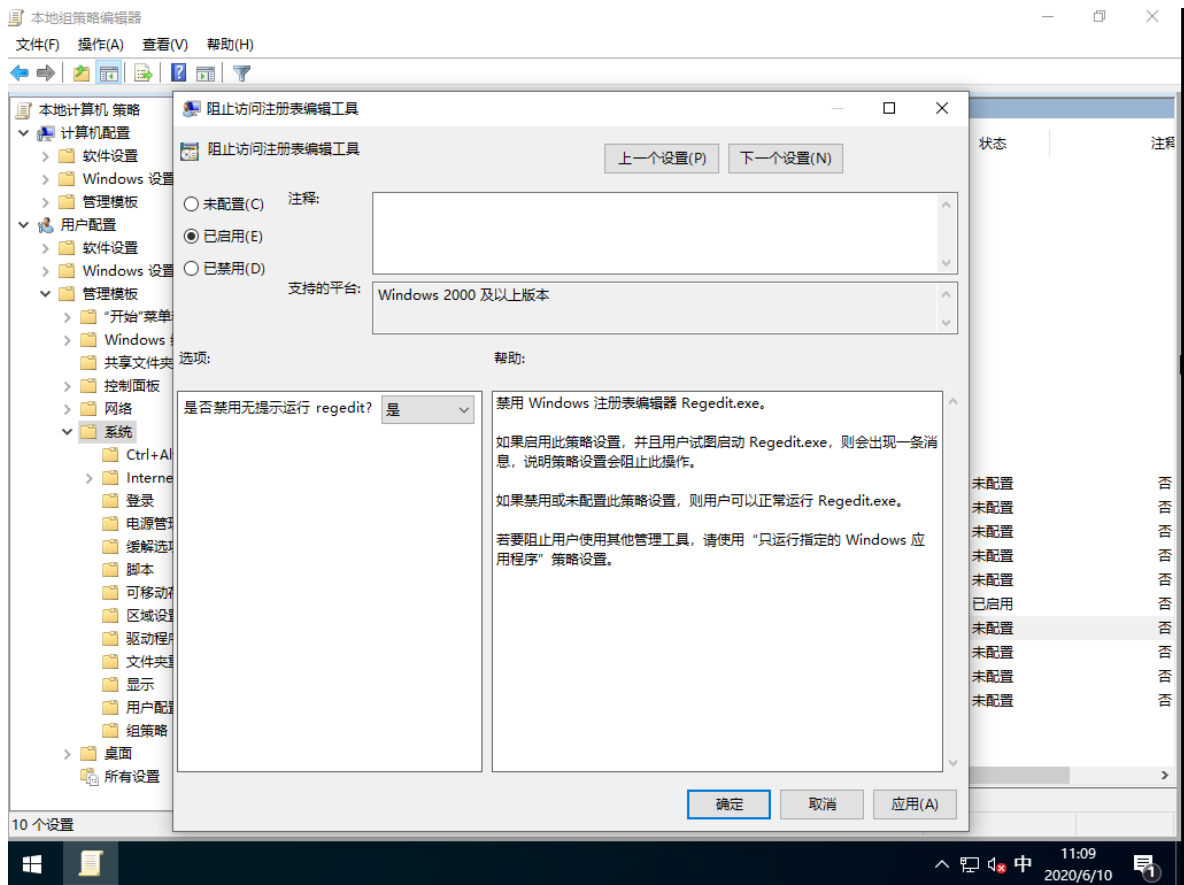 本地组策略编辑器
文件(F) 操作(A) 查看(V) 帮助(H)
本地计算机 策略
计算机配置
软件设置
Windows 设置
管理模板
用户配置
软件设置
Windows 设置
管理模板
"开始"菜单
Windows
共享文件夹
控制面板
网络
系统
Ctrl+Al
Interne
登录
电源管理
缓解选项
脚本
可移动存
区域设置
驱动程序
文件夹重
显示
用户配置
组策略
桌面
所有设置
10 个设置
阻止访问注册表编辑工具
阻止访问注册表编辑工具
上一个设置(P) 下一个设置(N)
未配置(C)
已启用(E)
已禁用(D)
注释:
支持的平台:
Windows 2000 及以上版本
选项:
是否禁用无提示运行 regedit? 是
帮助:
禁用 Windows 注册表编辑器 Regedit.exe。
如果启用此策略设置，并且用户试图启动 Regedit.exe，则会出现一条消
息，说明策略设置会阻止此操作。
如果禁用或未配置此策略设置，则用户可以正常运行 Regedit.exe。
若要阻止用户使用其他管理工具，请使用“只运行指定的 Windows 应
用程序”策略设置。
确定 取消 应用(A)
状态 注释
未配置 否
未配置 否
未配置 否
未配置 否
未配置 否
已启用 否
未配置 否
未配置 否
未配置 否
未配置 否
中
11:09
2020/6/10
1